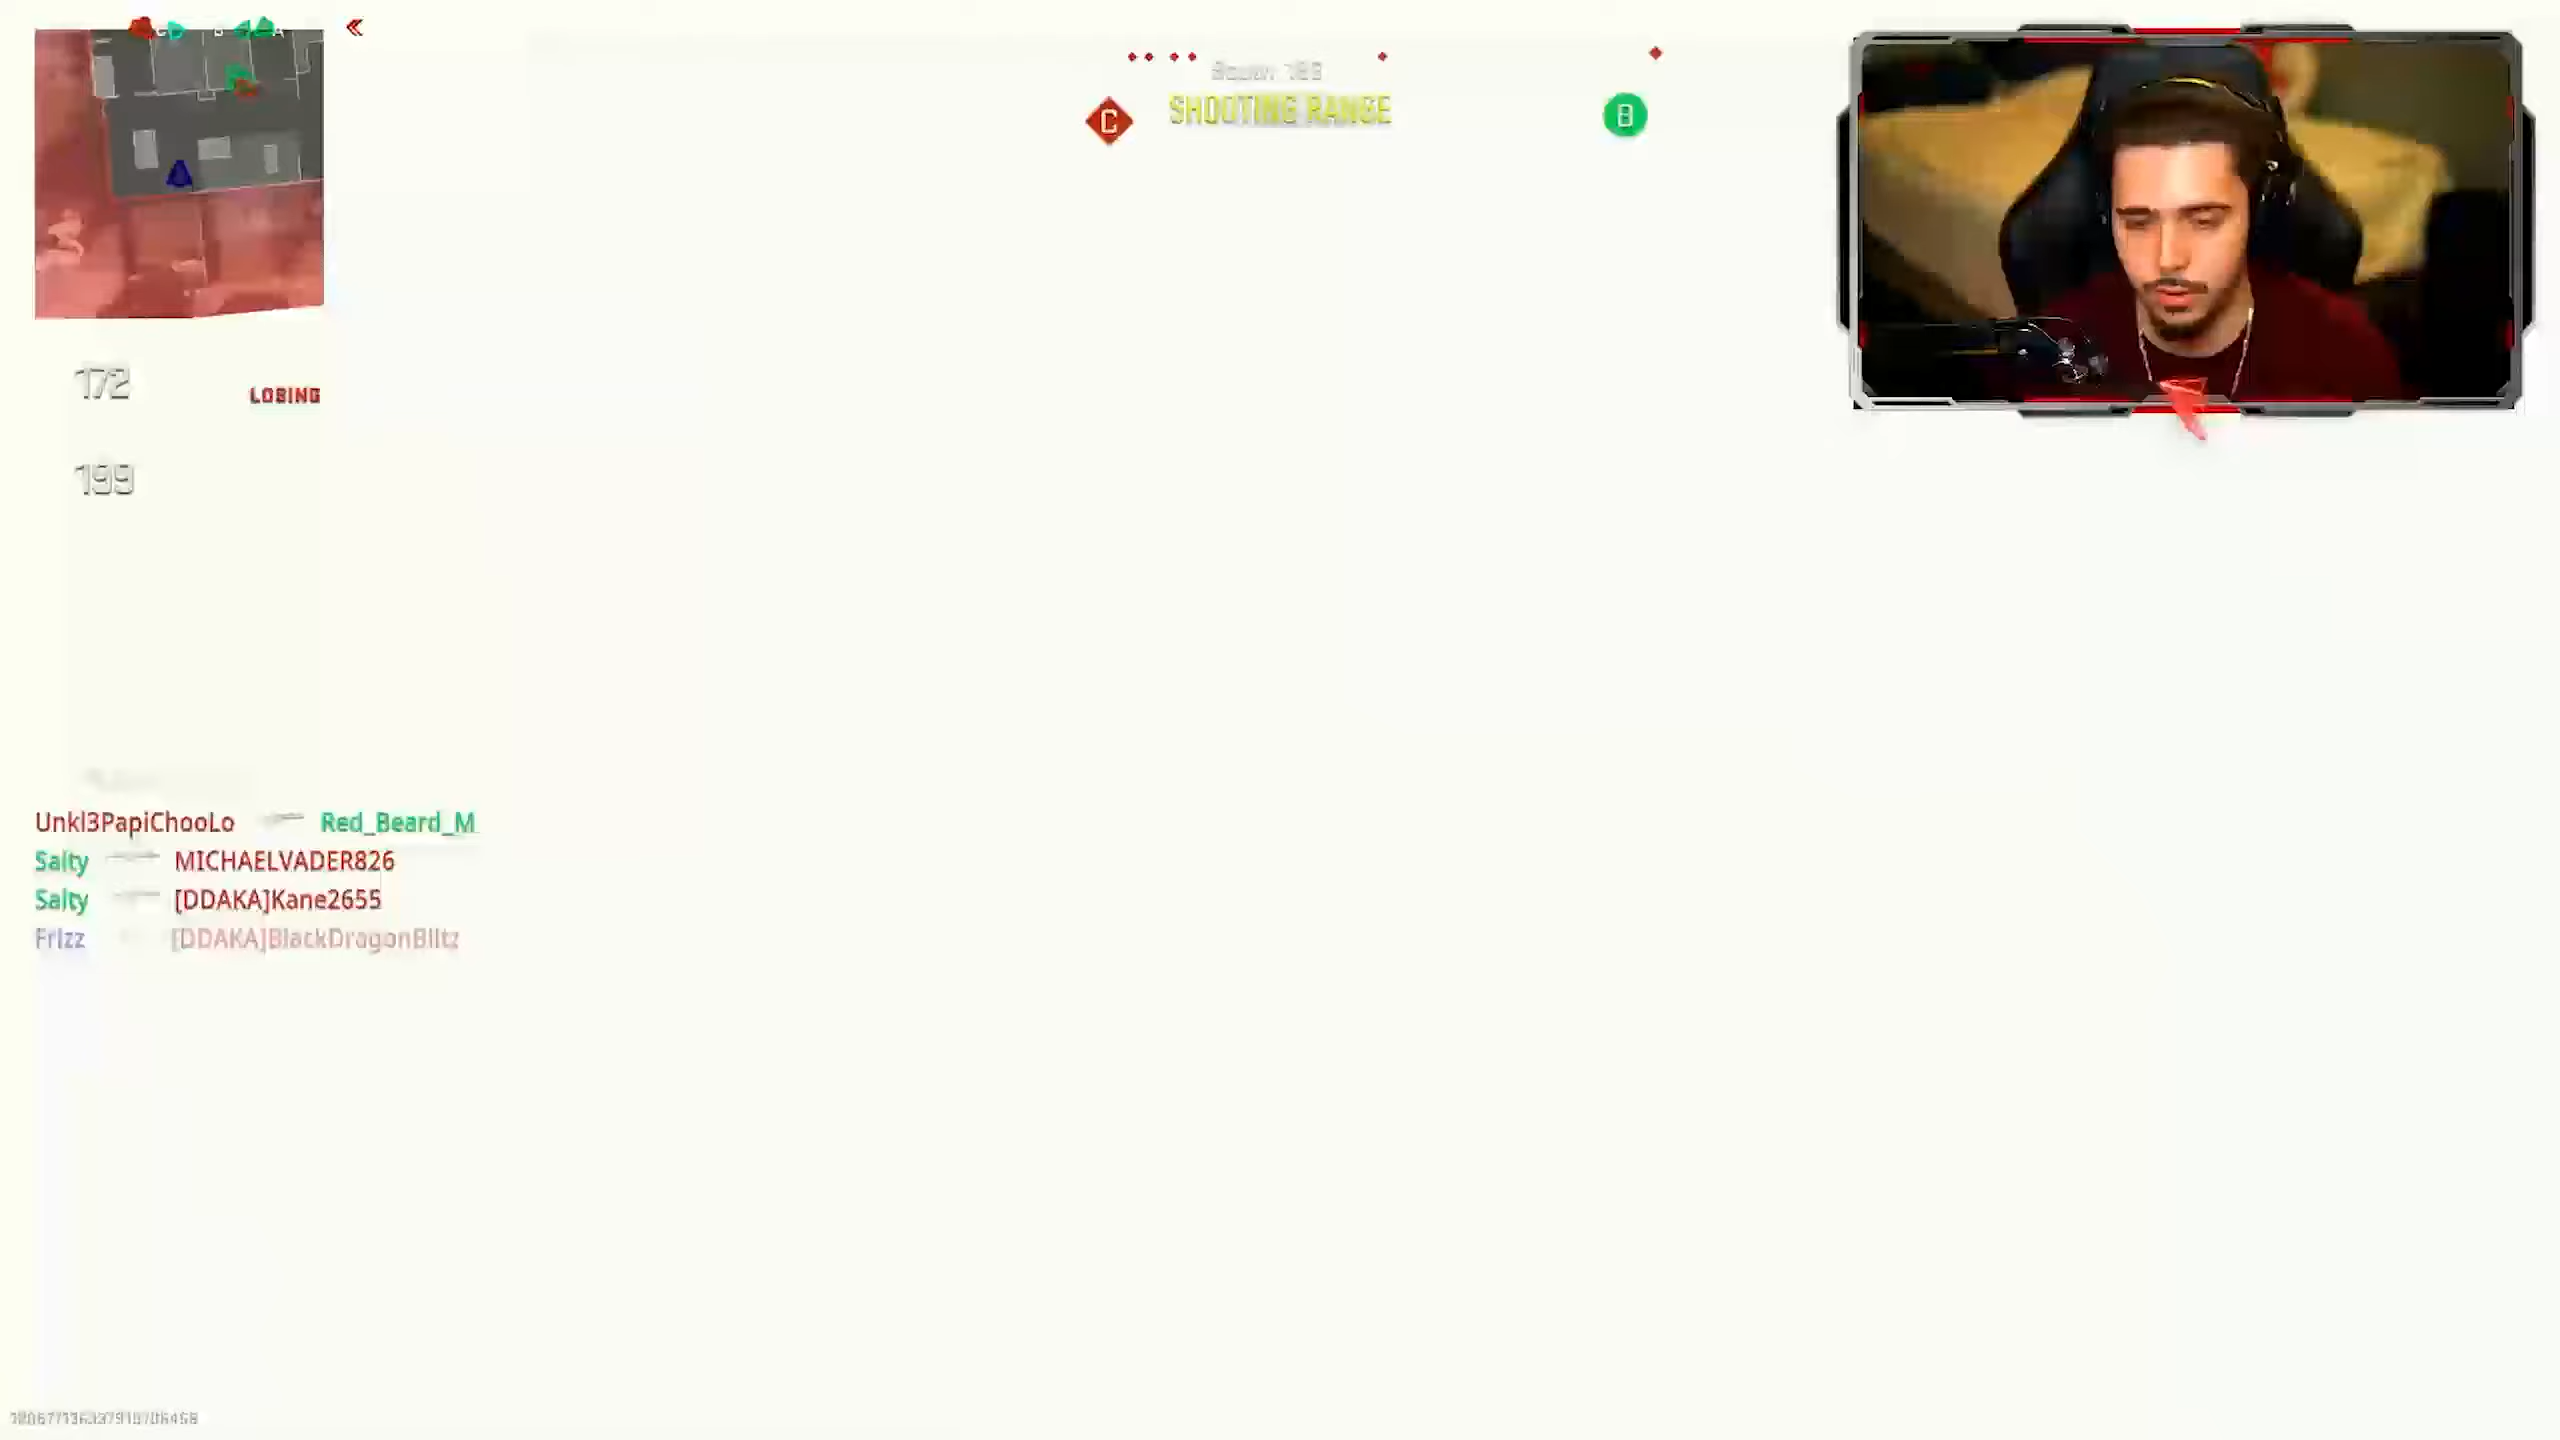 C B A
SHOOTING RANGE
C
B
172
LOSING
199
Unkl3PapiChooLo Red_Beard_M
Salty MICHAELVADER826
Salty [DDAKA]Kane2655
Frizz [DDAKA]BlackDragonBlitz